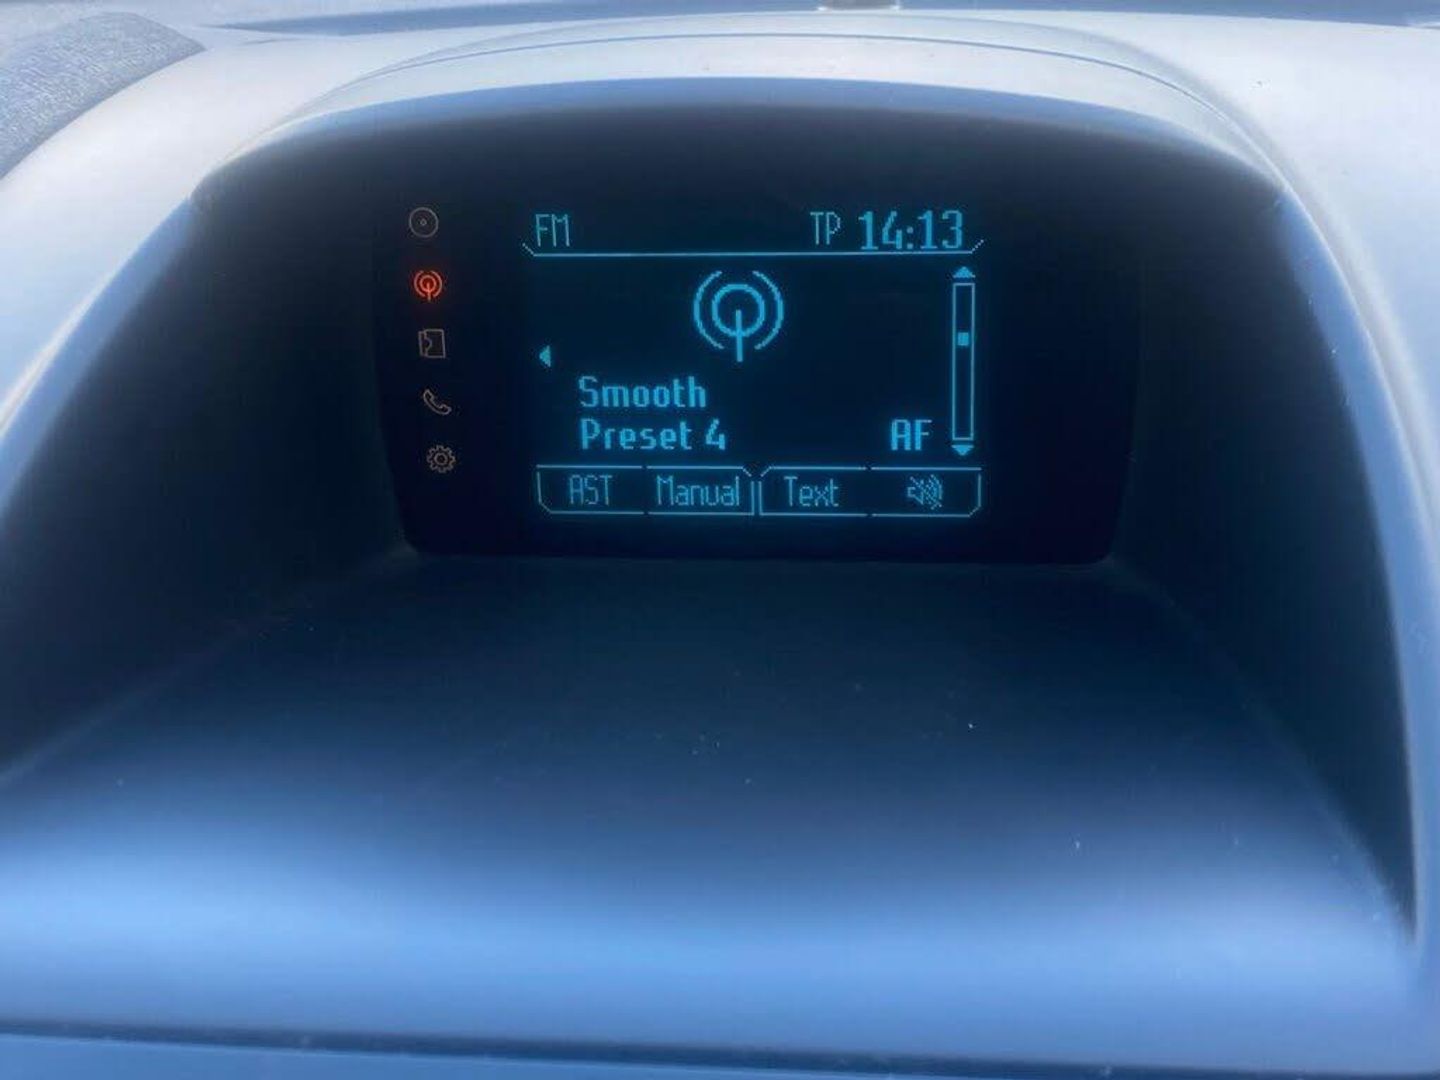 FM TP 14:13
Smooth
Preset 4 AF
AST Manual Text